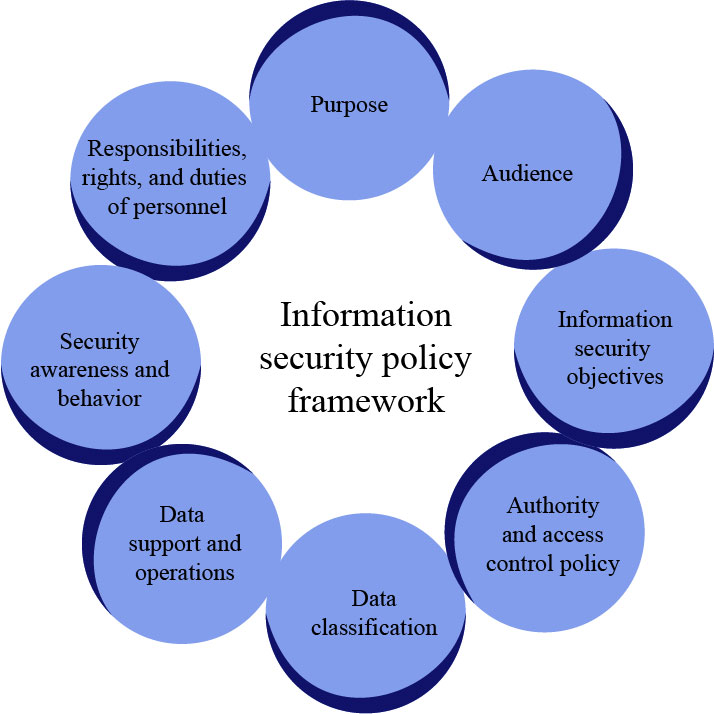 Purpose
Audience
Information
security
objectives
Authority
and access
control policy
Data
classification
Data
support and
operations
Security
awareness and
behavior
Responsibilities,
rights, and duties
of personnel
Information
security policy
framework